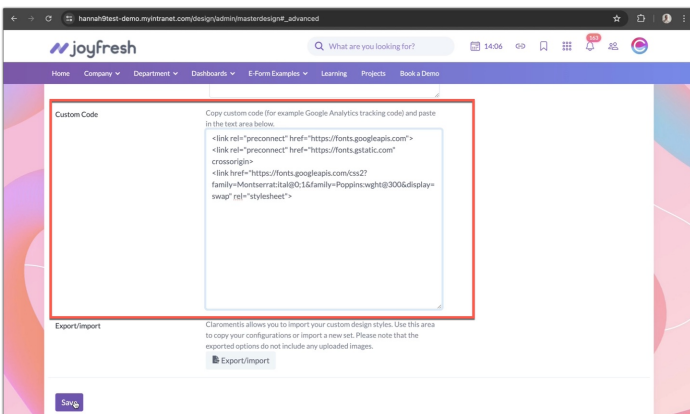 hannah9test-demo.myintranet.com/design/admin/masterdesign#_advanced
joyfresh
What are you looking for?
14:06
563
Home Company Department Dashboards E-Form Examples Learning Projects Book a Demo
Custom Code
Copy custom code (for example Google Analytics tracking code) and paste
in the text area below.
<link rel="preconnect" href="https://fonts.googleapis.com">
<link rel="preconnect" href="https://fonts.gstatic.com"
crossorigin>
<link href="https://fonts.googleapis.com/css2?
family=Montserrat:ital@0;1&family=Poppins:wght@300&display=
swap" rel="stylesheet">
Export/import
Claromentis allows you to import your custom design styles. Use this area
to copy your configurations or import a new set. Please note that the
exported options do not include any uploaded images.
Export/import
Save